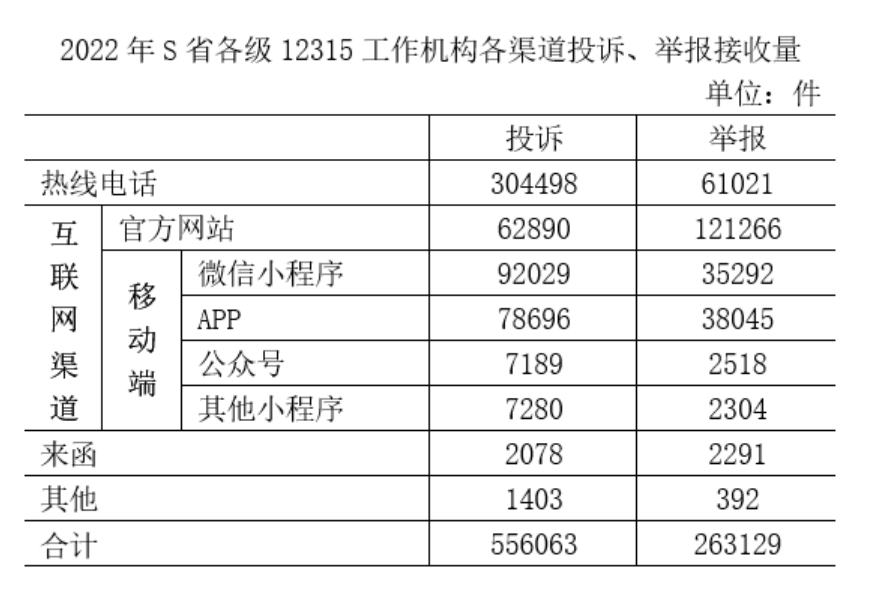 2022 年 S 省各级 12315 工作机构各渠道投诉、举报接收量
单位：件
投诉 举报
热线电话 304498 61021
互联网渠道 官方网站 62890 121266
移动端 微信小程序 92029 35292
APP 78696 38045
公众号 7189 2518
其他小程序 7280 2304
来函 2078 2291
其他 1403 392
合计 556063 263129